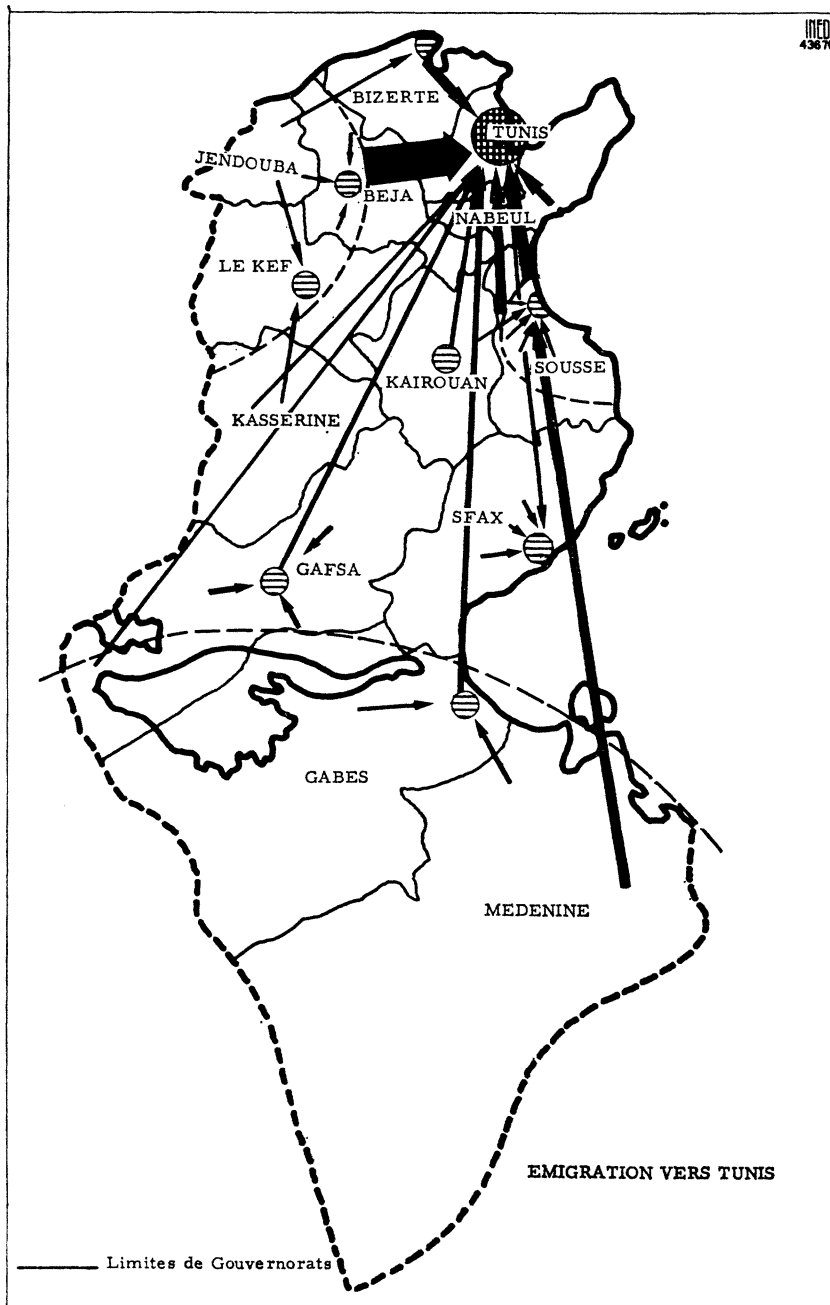 INED
BIZERTE
TUNIS
JENDOUBA
BEJA
NABEUL
LE KEF
KAIROUAN
SOUSSE
KASSERINE
SFAX
GAFSA
GABES
MEDENINE
EMIGRATION VERS TUNIS
Limites de Gouvernorats